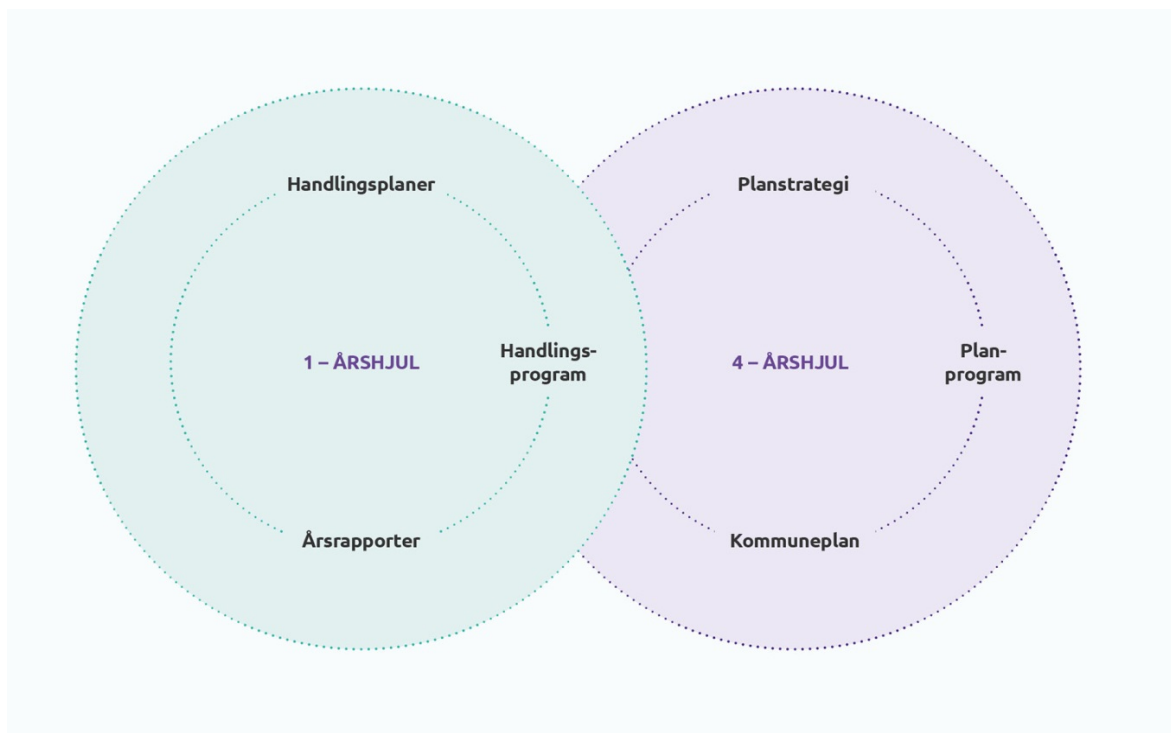 Handlingsplaner
1 – ÅRSHJUL
Handlings-
program
Årsrapporter
Planstrategi
4 – ÅRSHJUL
Plan-
program
Kommuneplan